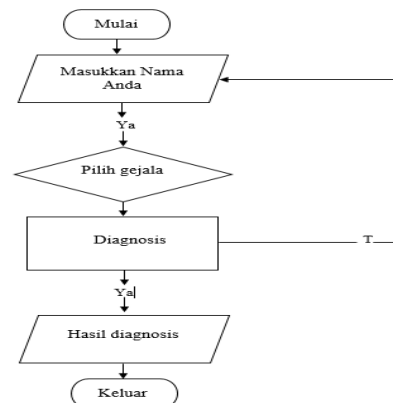 Mulai
Masukkan Nama
Anda
Ya
Pilih gejala
Diagnosis
T
Ya
Hasil diagnosis
Keluar